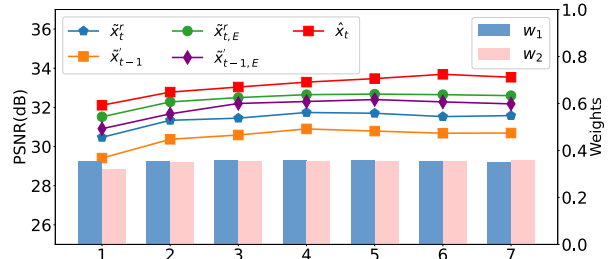 PSNR(dB)
36
34
32
30
28
26
x̃ᵣₜ x̃ʳₜ,E x̂ₜ
x̃′ₜ₋₁ x̃′ₜ₋₁,E
w₁
w₂
1.0
0.8
0.6
0.4
0.2
0.0
Weights
1 2 3 4 5 6 7